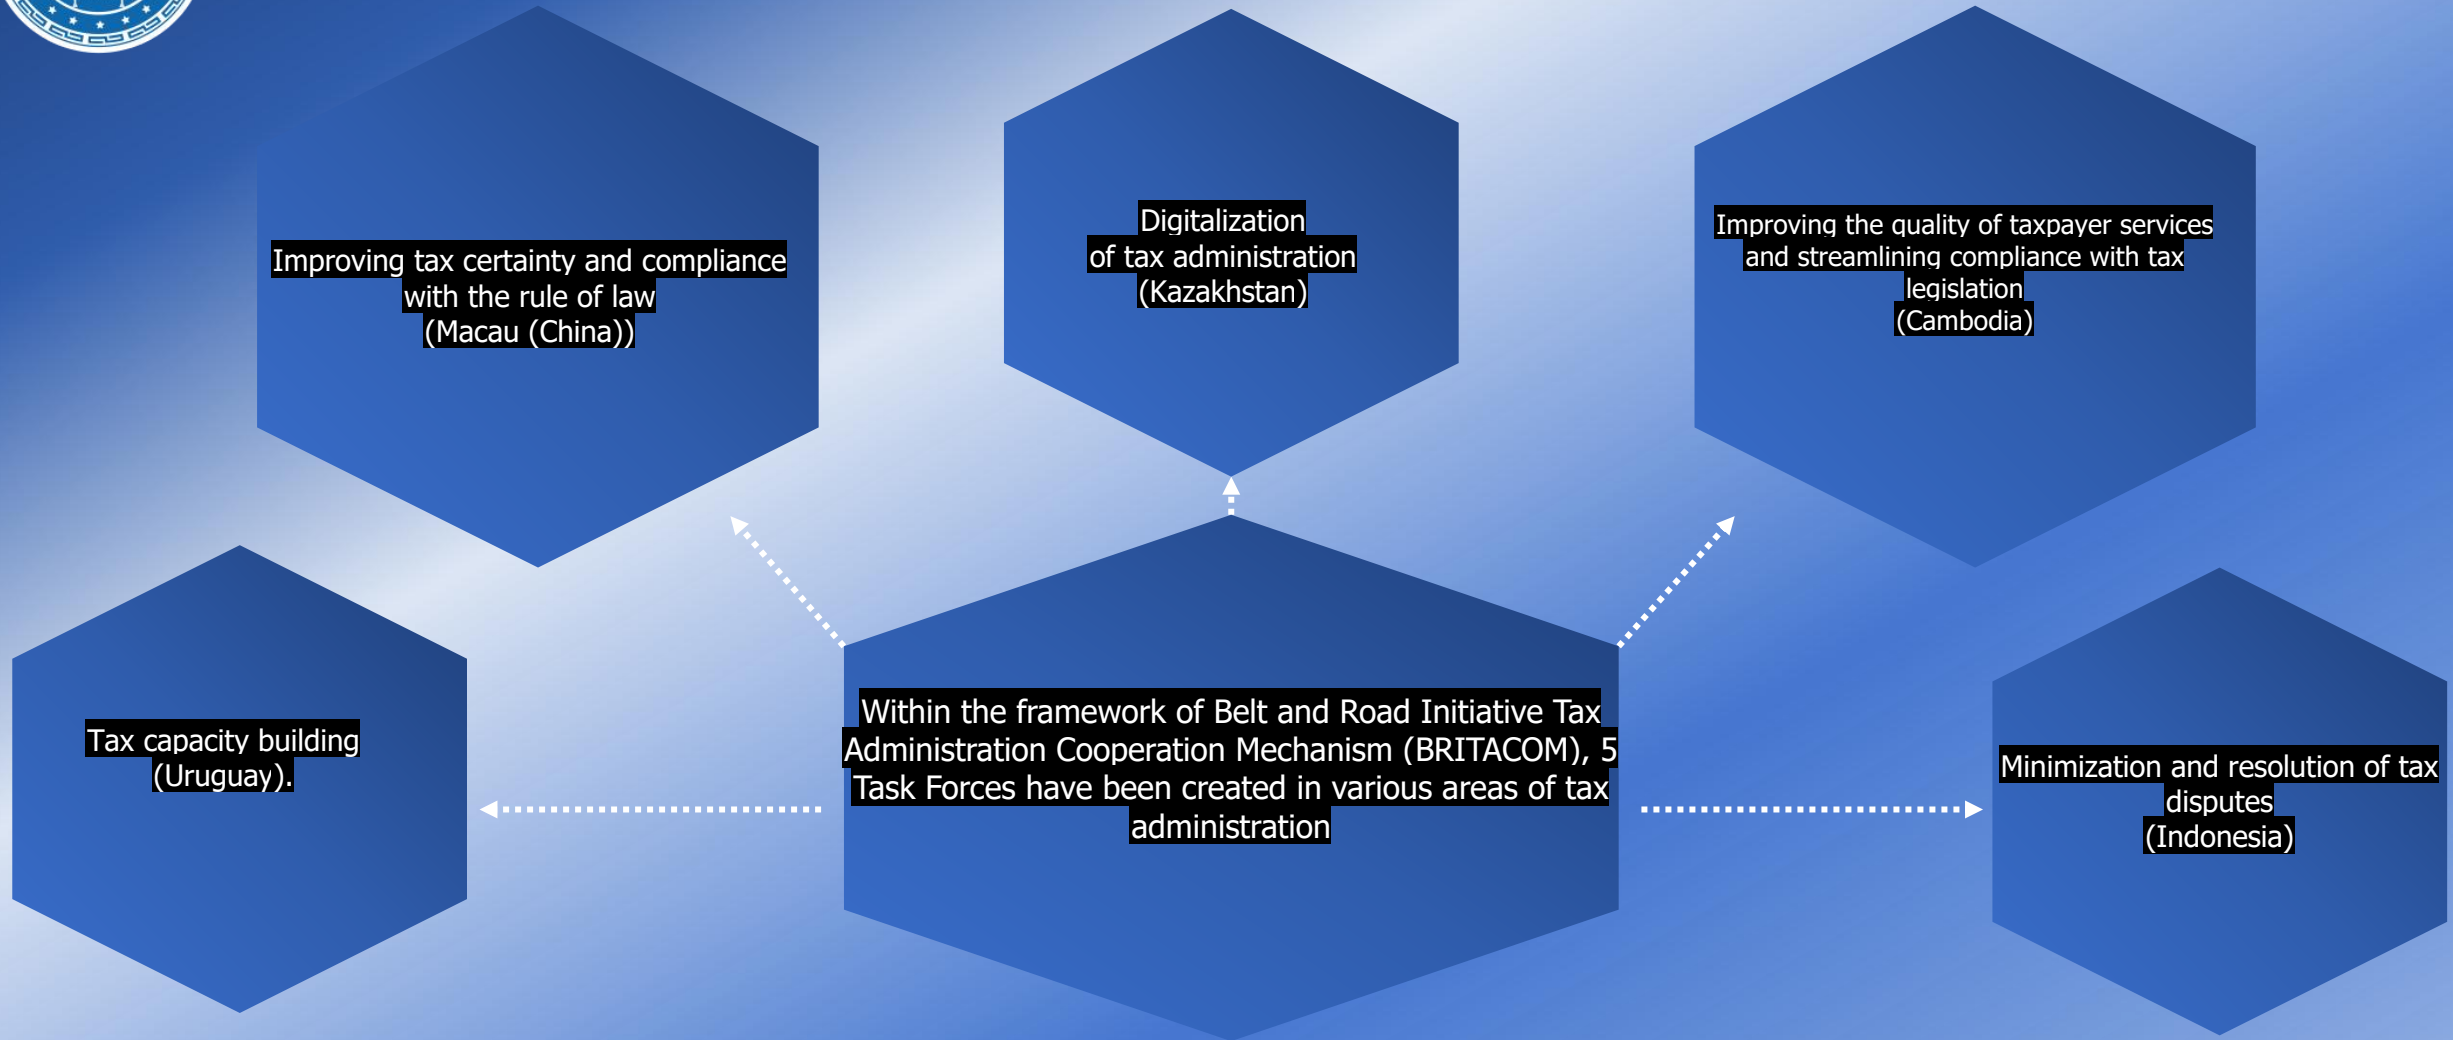 Improving tax certainty and compliance
with the rule of law
(Macau (China))
Digitalization
of tax administration
(Kazakhstan)
Improving the quality of taxpayer services
and streamlining compliance with tax
legislation
(Cambodia)
Tax capacity building
(Uruguay).
Within the framework of Belt and Road Initiative Tax
Administration Cooperation Mechanism (BRITACOM), 5
Task Forces have been created in various areas of tax
administration
Minimization and resolution of tax
disputes
(Indonesia)